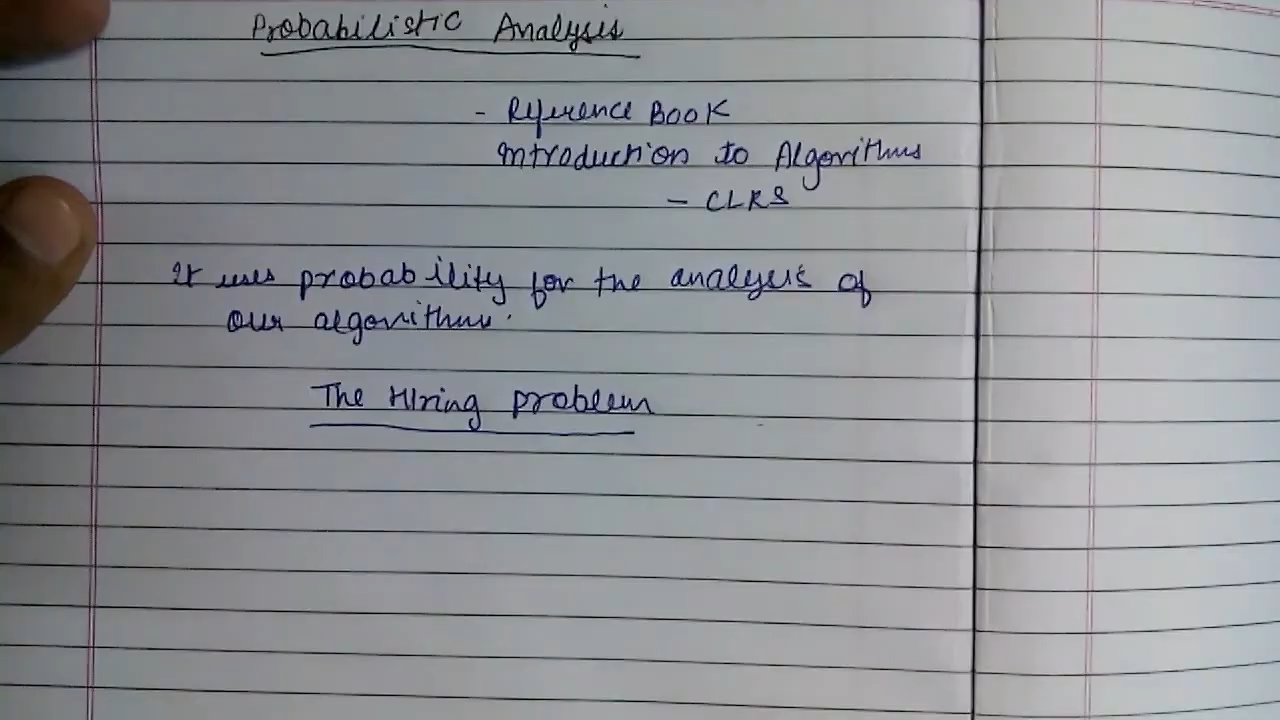 Probabilistic Analysis
- Reference Book
Introduction to Algorithms
- CLRS
It uses probability for the analysis of
our algorithms.
The Hiring problem